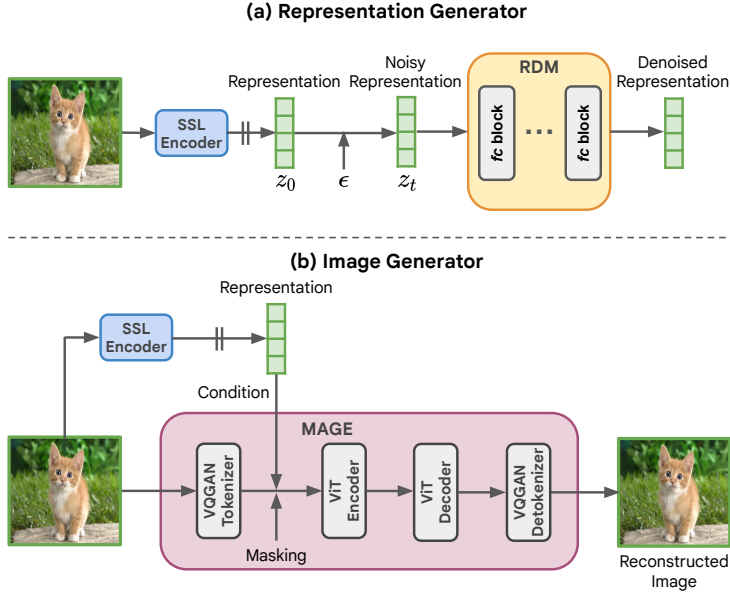 (a) Representation Generator
SSL
Encoder
Representation
z0
ϵ
Noisy
Representation
zt
RDM
fc block
...
fc block
Denoised
Representation
(b) Image Generator
SSL
Encoder
Representation
Condition
MAGE
VQGAN
Tokenizer
Masking
ViT
Encoder
ViT
Decoder
VQGAN
Detokenizer
Reconstructed
Image